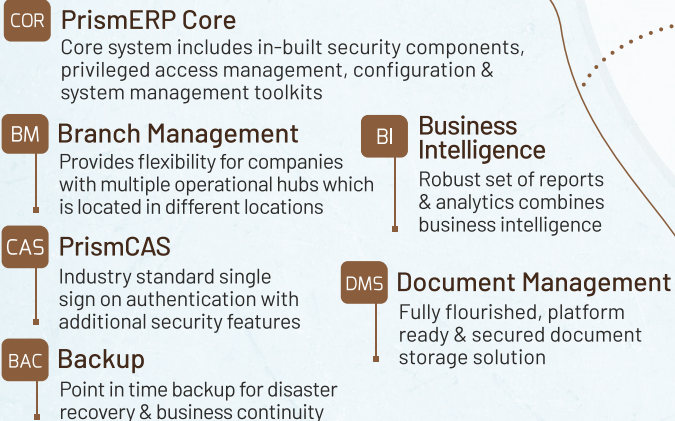 COR PrismERP Core
Core system includes in-built security components,
privileged access management, configuration &
system management toolkits
BM Branch Management
Provides flexibility for companies
with multiple operational hubs which
is located in different locations
BI Business
Intelligence
Robust set of reports
& analytics combines
business intelligence
CAS PrismCAS
Industry standard single
sign on authentication with
additional security features
DMS Document Management
Fully flourished, platform
ready & secured document
storage solution
BAC Backup
Point in time backup for disaster
recovery & business continuity